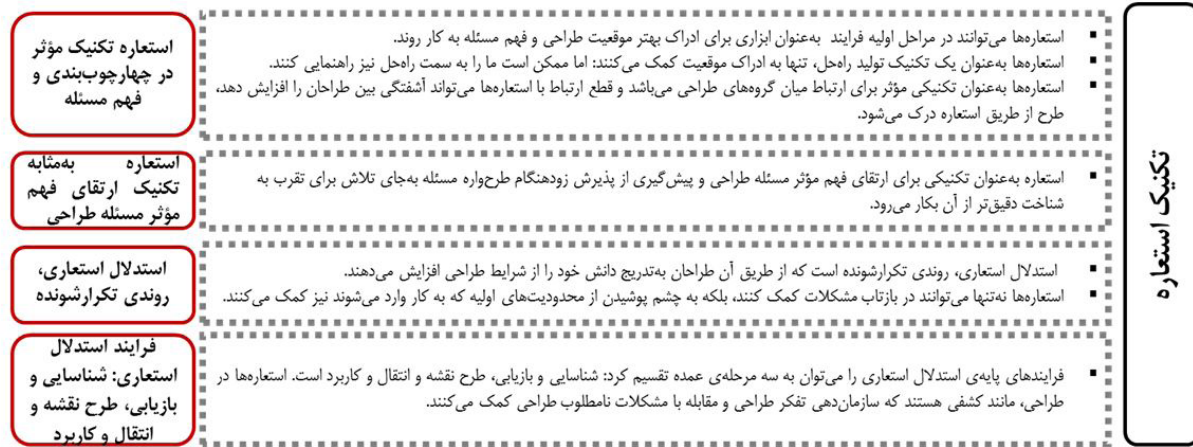 تکنیک استعاره
■ استعاره‌ها می‌توانند در مراحل اولیه فرایند به‌عنوان ابزاری برای ادراک بهتر موقعیت طراحی و فهم مسئله به کار روند.
■ استعاره‌ها به‌عنوان یک تکنیک تولید راه‌حل، تنها به ادراک موقعیت کمک می‌کنند: اما ممکن است ما را به سمت راه‌حل نیز راهنمایی کنند.
■ استعاره‌ها به‌عنوان تکنیکی مؤثر برای ارتباط میان گروه‌های طراحی می‌باشد و قطع ارتباط با استعاره‌ها می‌تواند آشفتگی بین طراحان را افزایش دهد،
طرح از طریق استعاره درک می‌شود.
استعاره تکنیک مؤثر
در چهارچوب‌بندی و
فهم مسئله
■ استعاره به‌عنوان تکنیکی برای ارتقای فهم مؤثر مسئله طراحی و پیش‌گیری از پذیرش زودهنگام طرح‌واره مسئله به‌جای تلاش برای تقرب به
شناخت دقیق‌تر از آن بکار می‌رود.
استعاره به‌مثابه
تکنیک ارتقای فهم
مؤثر مسئله طراحی
■ استدلال استعاری، روندی تکرارشونده است که از طریق آن طراحان به‌تدریج دانش خود را از شرایط طراحی افزایش می‌دهند.
■ استعاره‌ها نه‌تنها می‌توانند در بازتاب مشکلات کمک کنند، بلکه به چشم پوشیدن از محدودیت‌های اولیه که به کار وارد می‌شوند نیز کمک می‌کنند.
استدلال استعاری،
روندی تکرارشونده
■ فرایندهای پایه‌ی استدلال استعاری را می‌توان به سه مرحله‌ی عمده تقسیم کرد: شناسایی و بازیابی، طرح نقشه و انتقال و کاربرد است. استعاره‌ها در
طراحی، مانند کشفی هستند که سازمان‌دهی تفکر طراحی و مقابله با مشکلات نامطلوب طراحی کمک می‌کنند.
فرایند استدلال
استعاری: شناسایی و
بازیابی، طرح نقشه و
انتقال و کاربرد